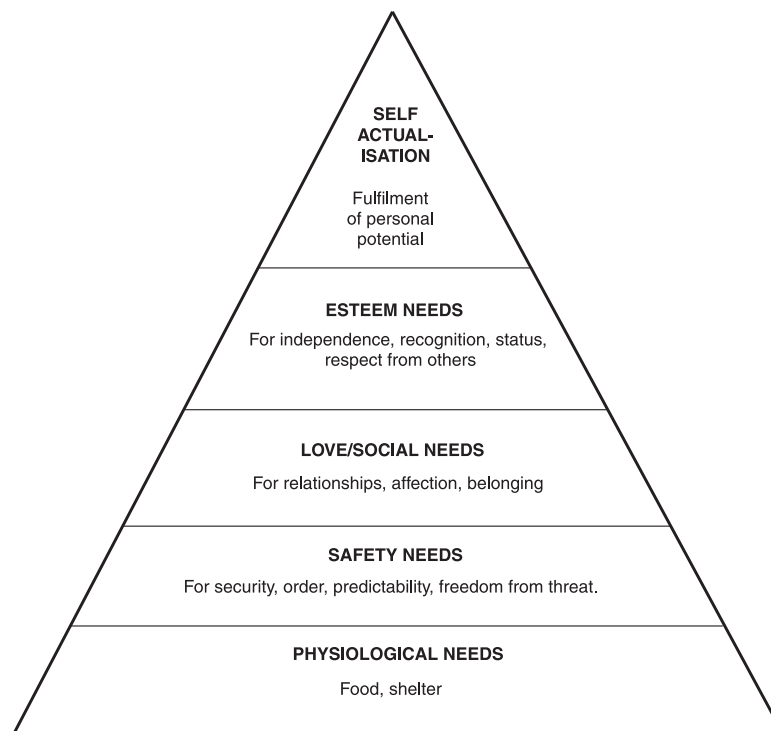 SELF
ACTUAL-
ISATION
Fulfilment
of personal
potential
ESTEEM NEEDS
For independence, recognition, status,
respect from others
LOVE/SOCIAL NEEDS
For relationships, affection, belonging
SAFETY NEEDS
For security, order, predictability, freedom from threat.
PHYSIOLOGICAL NEEDS
Food, shelter